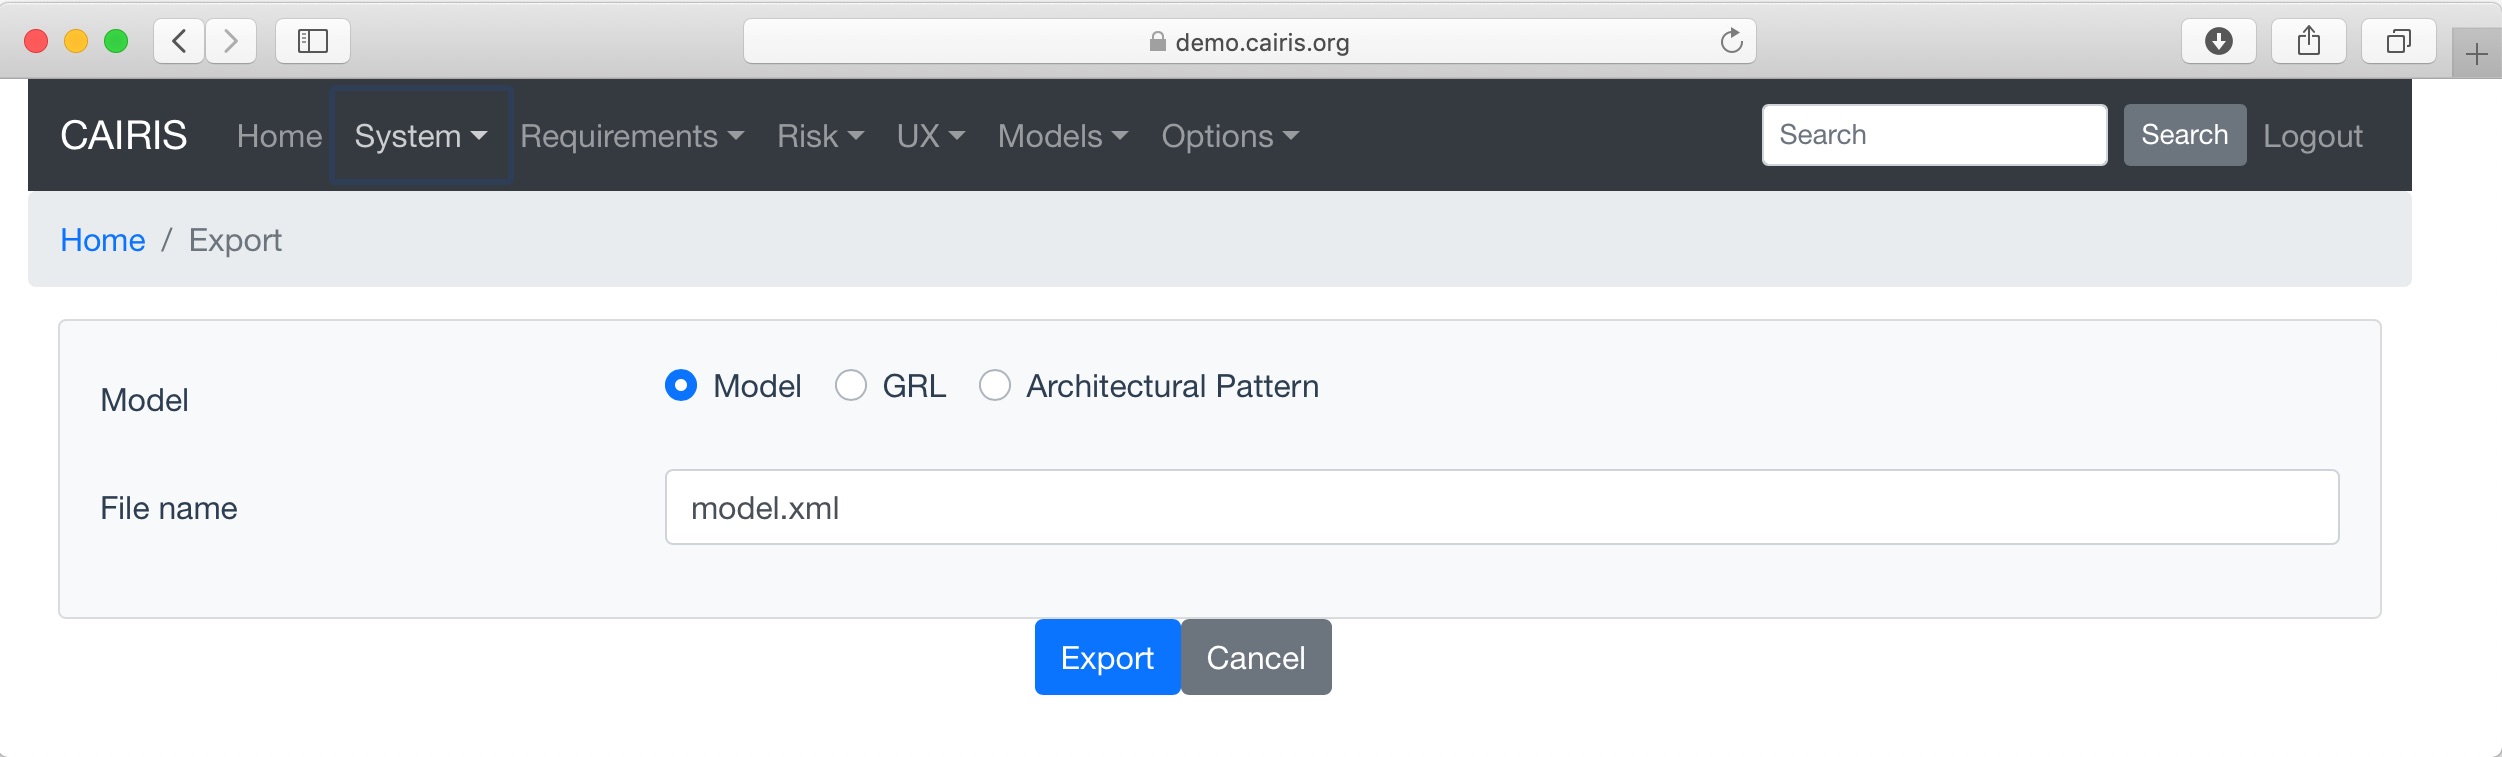 demo.cairis.org
CAIRIS Home System Requirements Risk UX Models Options Search Search Logout
Home / Export
Model Model GRL Architectural Pattern
File name model.xml
Export Cancel